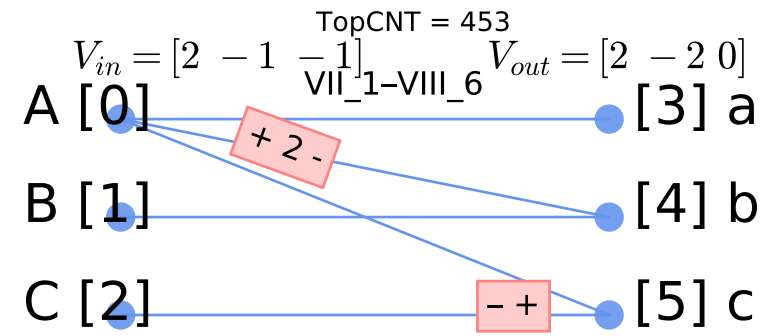 TopCNT = 453
V_in = [2 −1 −1] V_out = [2 −2 0]
VII_1–VIII_6
A [0] [3] a
+ 2 -
B [1] [4] b
C [2] – + [5] c